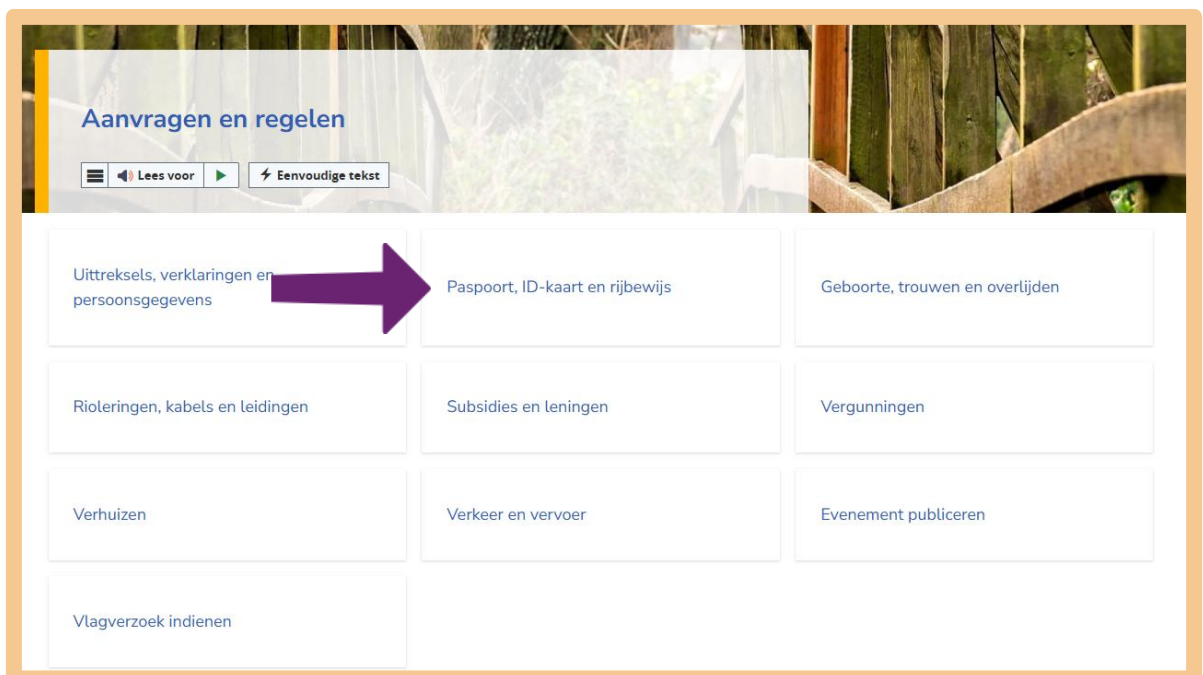 Aanvragen en regelen
Lees voor
Eenvoudige tekst
Uittreksels, verklaringen en
persoonsgegevens
Paspoort, ID-kaart en rijbewijs
Geboorte, trouwen en overlijden
Rioleringen, kabels en leidingen
Subsidies en leningen
Vergunningen
Verhuizen
Verkeer en vervoer
Evenement publiceren
Vlagverzoek indienen